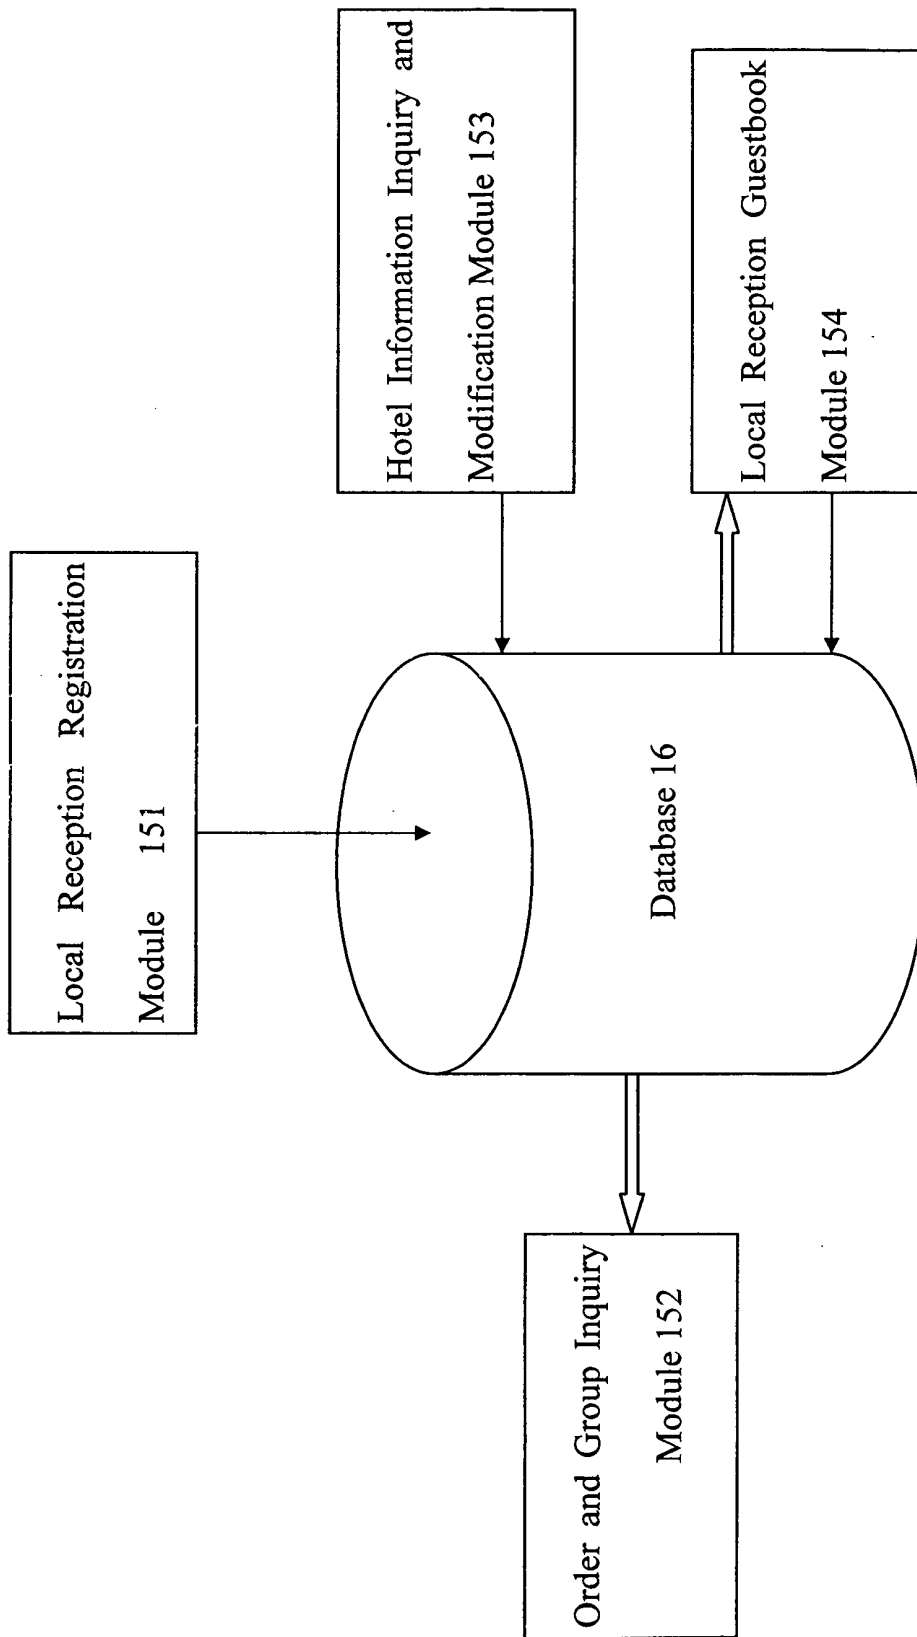 Local Reception Registration
Module 151
Hotel Information Inquiry and
Modification Module 153
Local Reception Guestbook
Module 154
Database 16
Order and Group Inquiry
Module 152